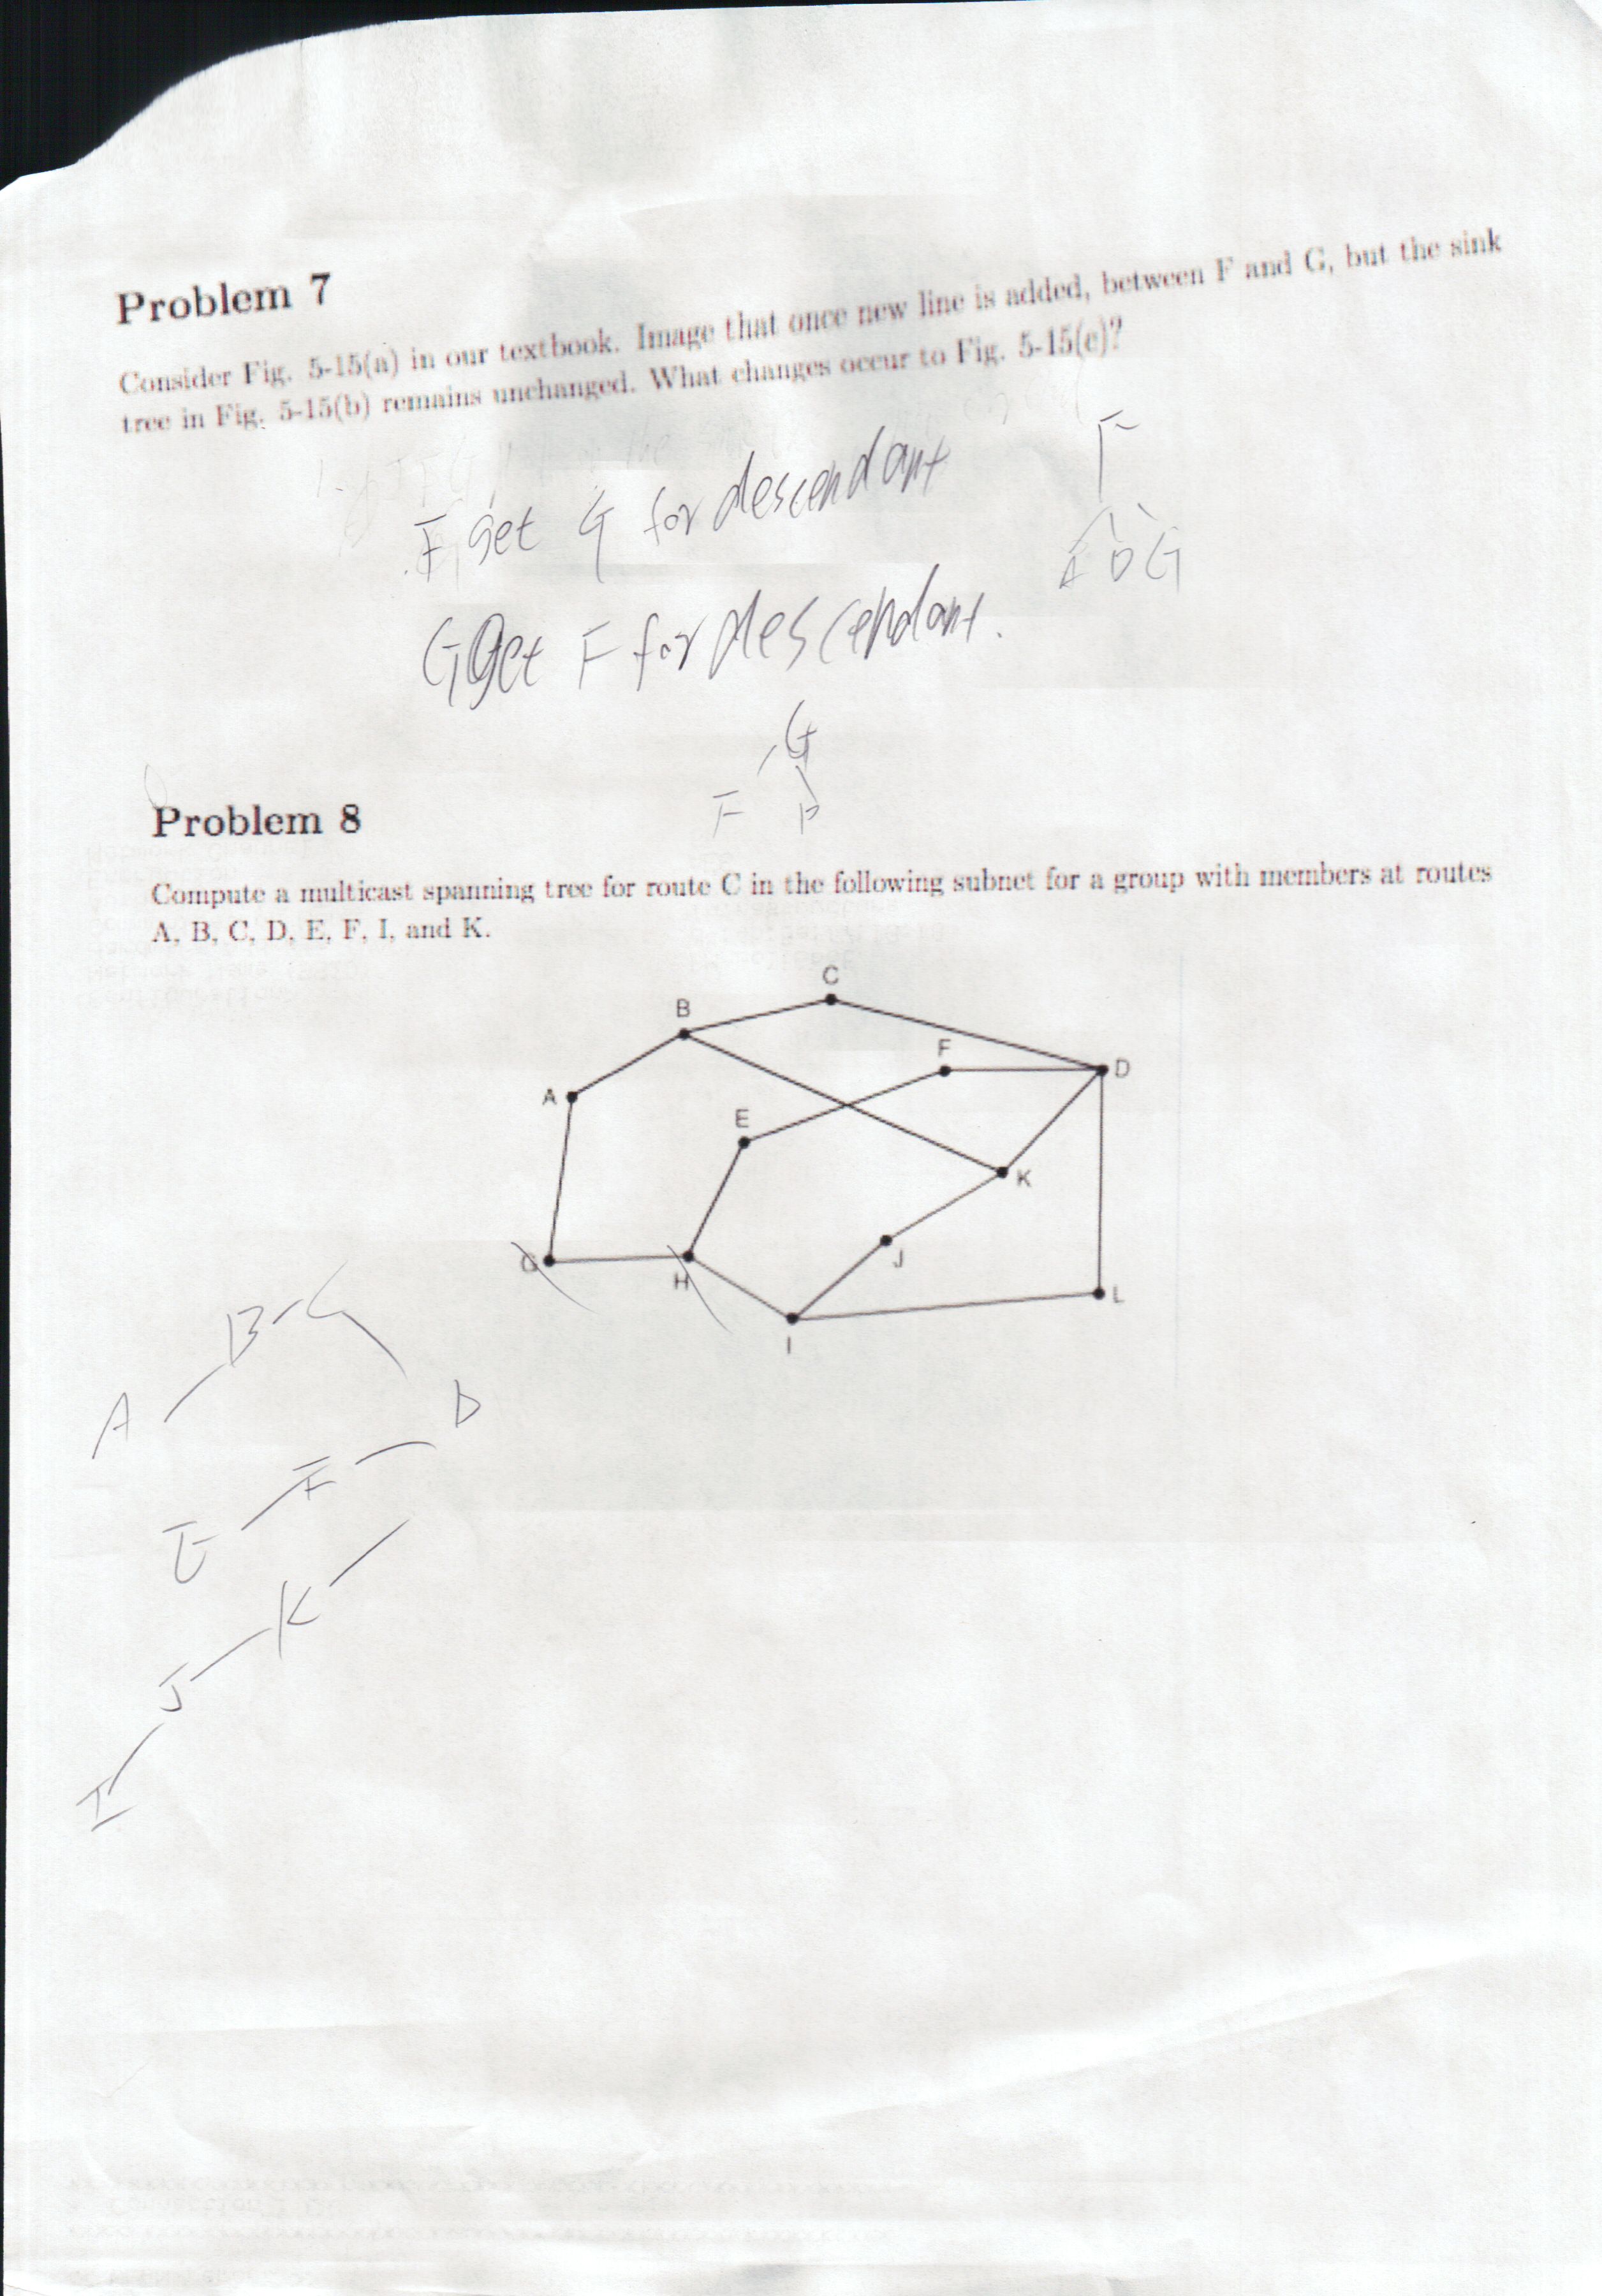 Problem 7
Consider Fig. 5-15(a) in our textbook. Image that once new line is added, between F and G, but the sink
tree in Fig. 5-15(b) remains unchanged. What changes occur to Fig. 5-15(c)?
F get G for descendant
F
D G
G get F for descendant.
G
F
Problem 8
Compute a multicast spanning tree for route C in the following subnet for a group with members at routes
A, B, C, D, E, F, I, and K.
C
B
F
D
A
E
K
J
G
H
L
I
B C
A
D
F
E
K
J
I